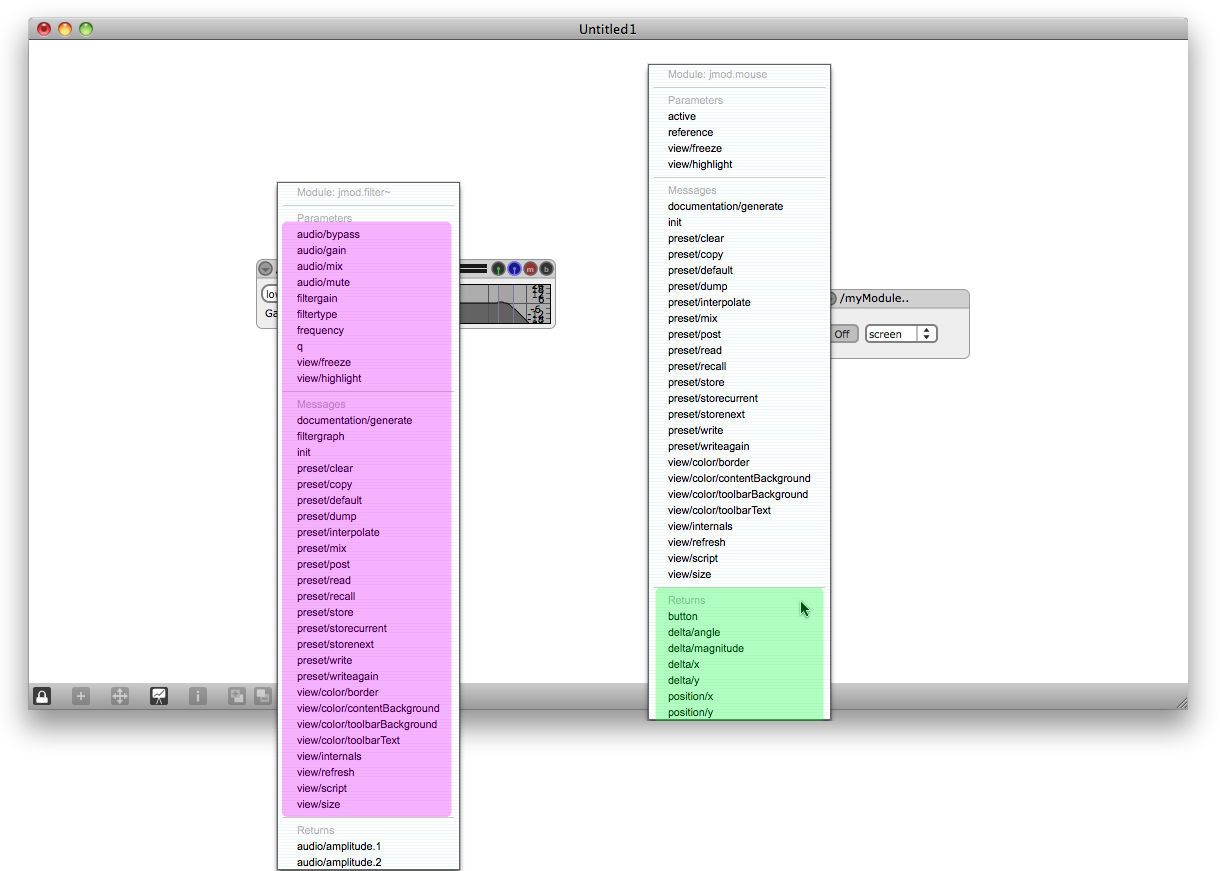 Untitled1
Module: jmod.filter~
Parameters
audio/bypass
audio/gain
audio/mix
audio/mute
filtergain
filtertype
frequency
q
view/freeze
view/highlight
Messages
documentation/generate
filtergraph
init
preset/clear
preset/copy
preset/default
preset/dump
preset/interpolate
preset/mix
preset/post
preset/read
preset/recall
preset/store
preset/storecurrent
preset/storenext
preset/write
preset/writeagain
view/color/border
view/color/contentBackground
view/color/toolbarBackground
view/color/toolbarText
view/internals
view/refresh
view/script
view/size
Returns
audio/amplitude.1
audio/amplitude.2
m b
12
6
-6
-12
Module: jmod.mouse
Parameters
active
reference
view/freeze
view/highlight
Messages
documentation/generate
init
preset/clear
preset/copy
preset/default
preset/dump
preset/interpolate
preset/mix
preset/post
preset/read
preset/recall
preset/store
preset/storecurrent
preset/storenext
preset/write
preset/writeagain
view/color/border
view/color/contentBackground
view/color/toolbarBackground
view/color/toolbarText
view/internals
view/refresh
view/script
view/size
Returns
button
delta/angle
delta/magnitude
delta/x
delta/y
position/x
position/y
/myModule..
Off screen